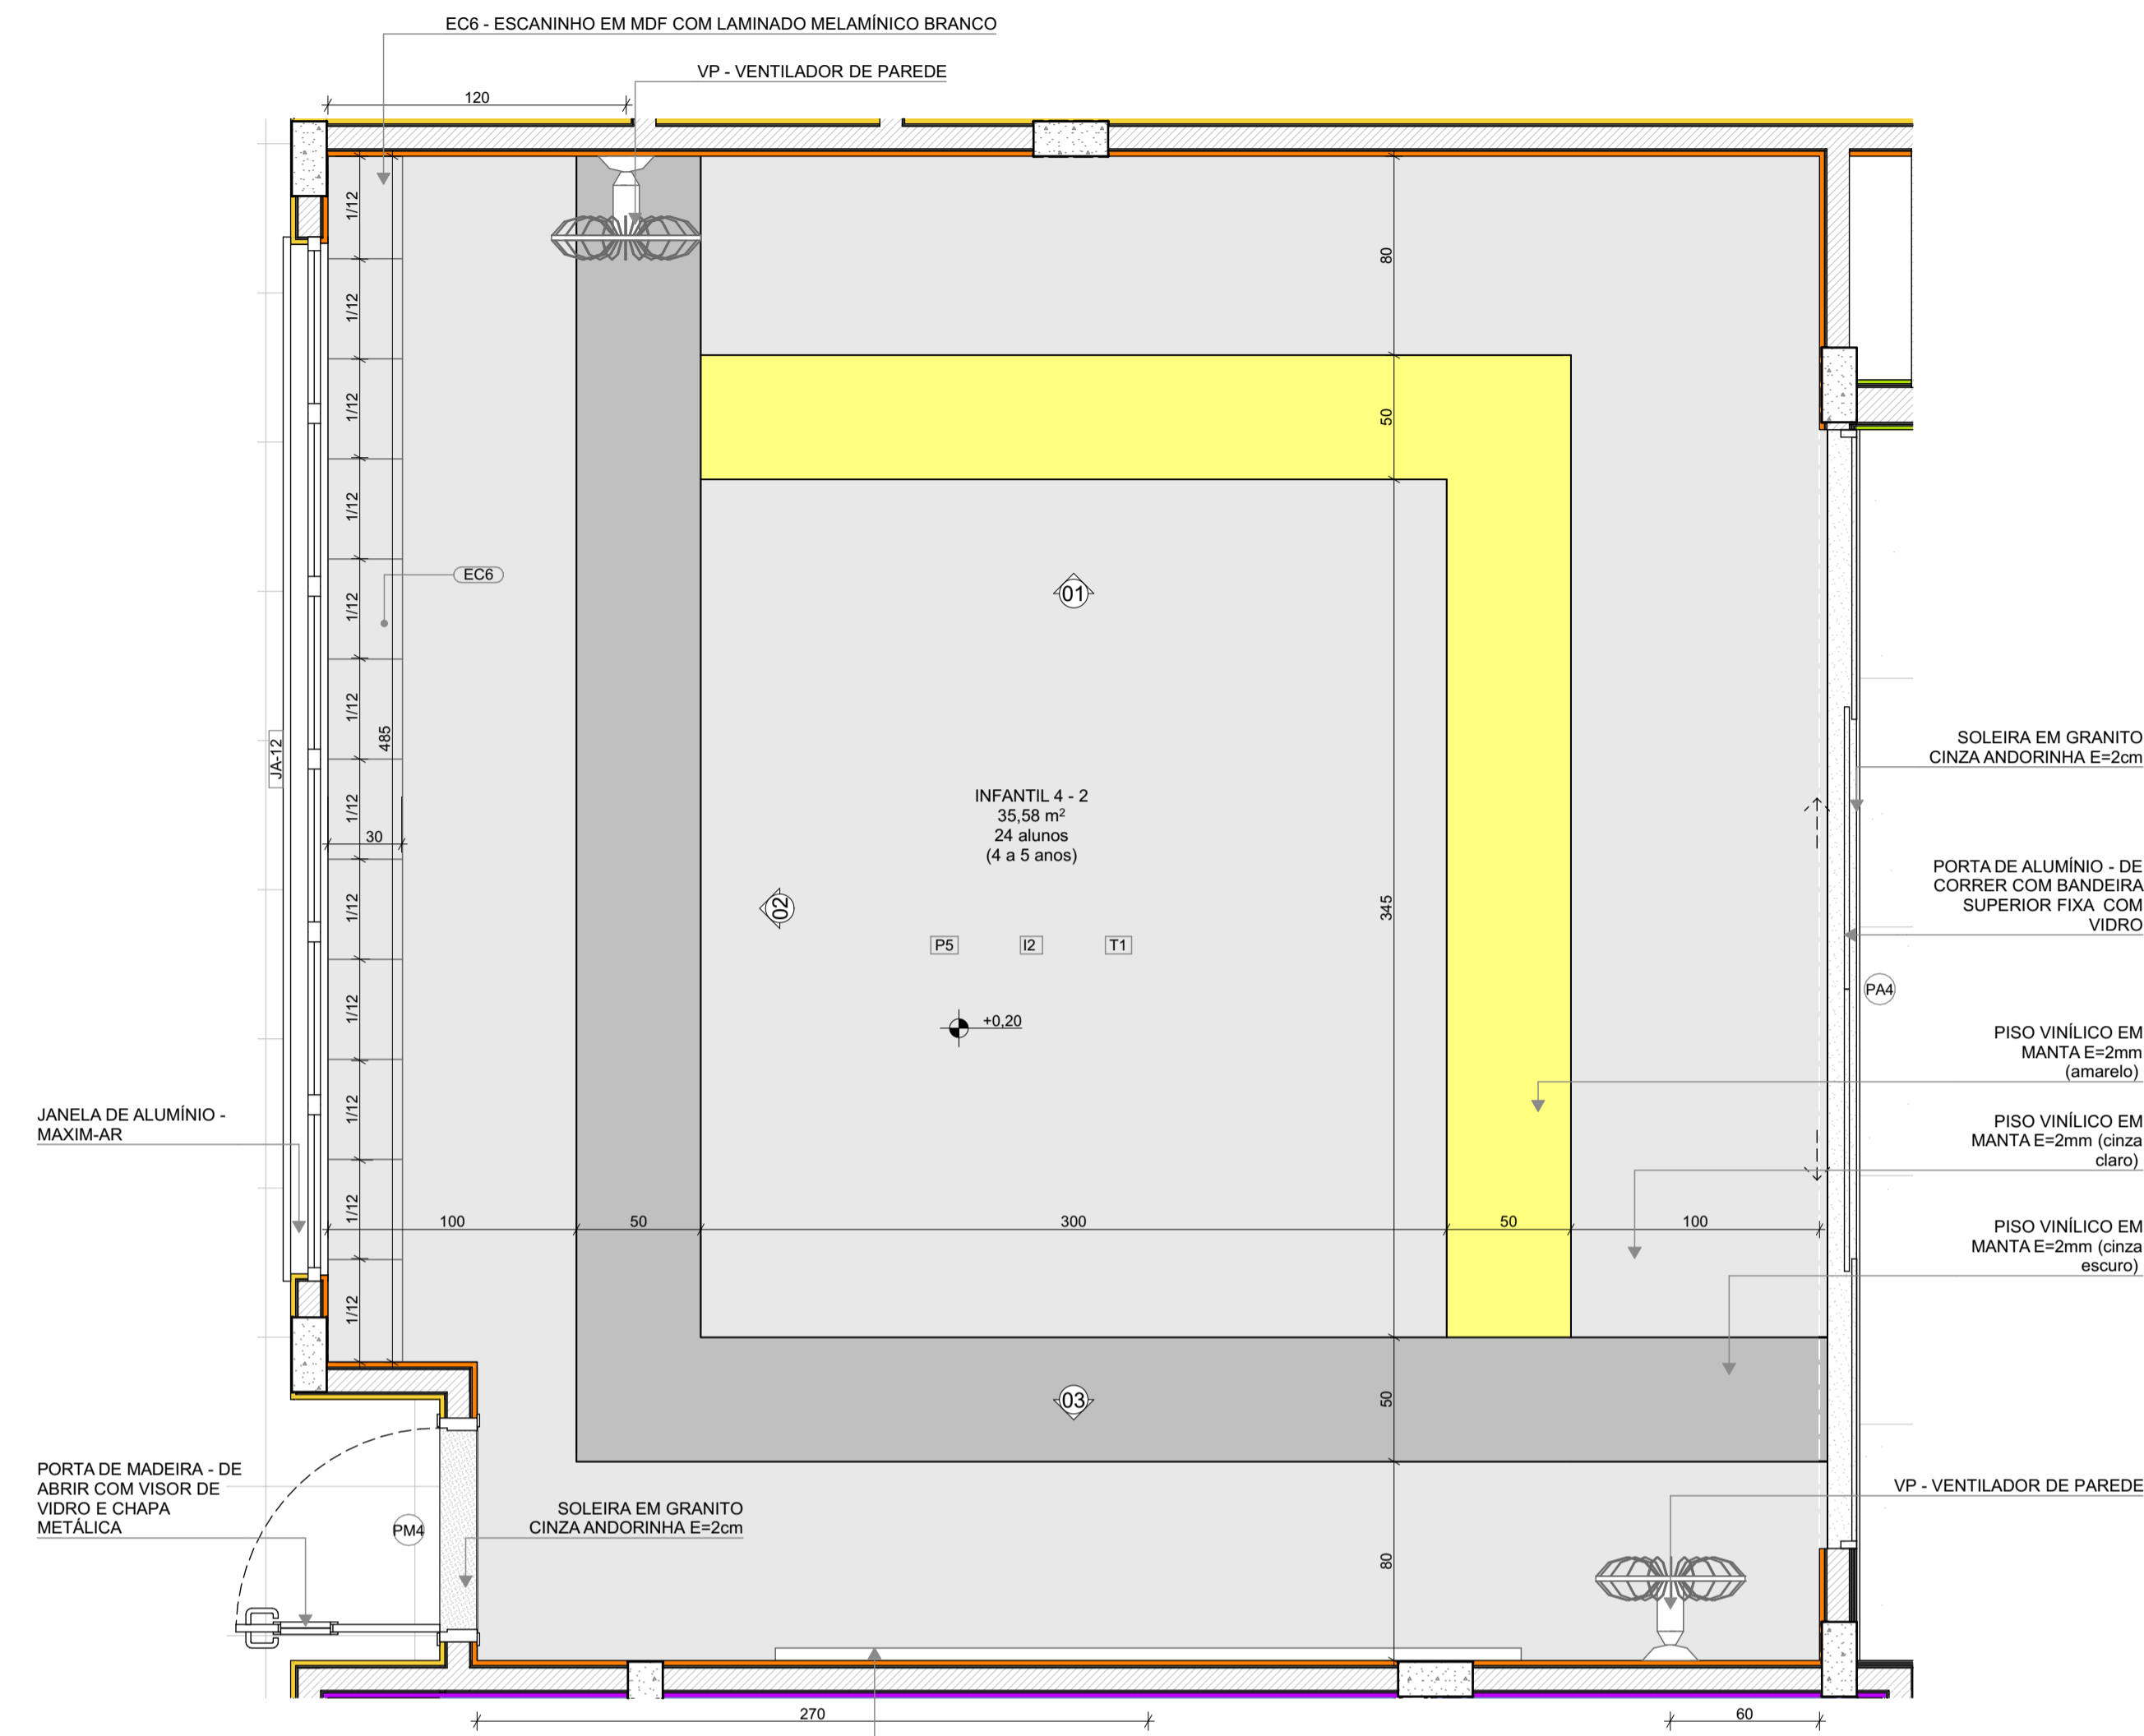 EC6 - ESCANINHO EM MDF COM LAMINADO MELAMÍNICO BRANCO
VP - VENTILADOR DE PAREDE
120
1/12
1/12
1/12
1/12
1/12
1/12
1/12
1/12
1/12
1/12
1/12
1/12
485
30
EC6
JA-12
80
50
345
50
80
01
02
03
INFANTIL 4 - 2
35,58 m²
24 alunos
(4 a 5 anos)
P5
I2
T1
+0,20
100
50
300
50
100
SOLEIRA EM GRANITO
CINZA ANDORINHA E=2cm
PORTA DE ALUMÍNIO - DE
CORRER COM BANDEIRA
SUPERIOR FIXA COM
VIDRO
PA4
PISO VINÍLICO EM
MANTA E=2mm
(amarelo)
PISO VINÍLICO EM
MANTA E=2mm (cinza
claro)
PISO VINÍLICO EM
MANTA E=2mm (cinza
escuro)
JANELA DE ALUMÍNIO -
MAXIM-AR
PORTA DE MADEIRA - DE
ABRIR COM VISOR DE
VIDRO E CHAPA
METÁLICA
PM4
SOLEIRA EM GRANITO
CINZA ANDORINHA E=2cm
VP - VENTILADOR DE PAREDE
270
60